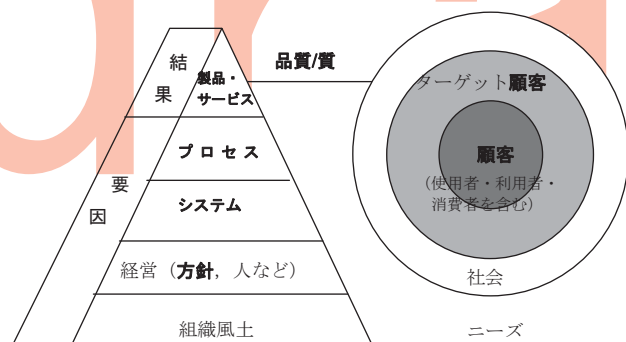 結
果
製品・
サービス
品質/質
ターゲット顧客
顧客
（使用者・利用者・
消費者を含む）
プロセス
要
因
システム
経営（方針，人など）
社会
組織風土
ニーズ